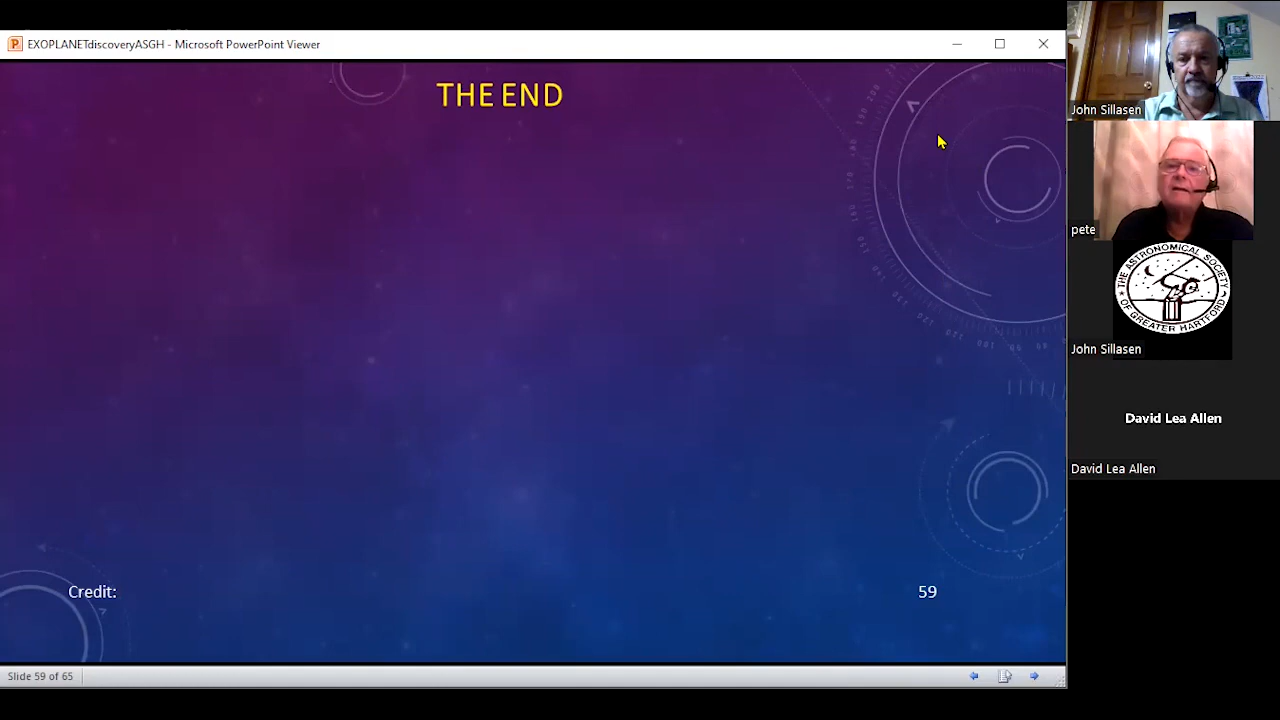 EXOPLANETdiscoveryASGH - Microsoft PowerPoint Viewer
THE END
Credit:
59
Slide 59 of 65
John Sillasen
pete
THE ASTRONOMICAL SOCIETY
OF GREATER HARTFORD
John Sillasen
David Lea Allen
David Lea Allen